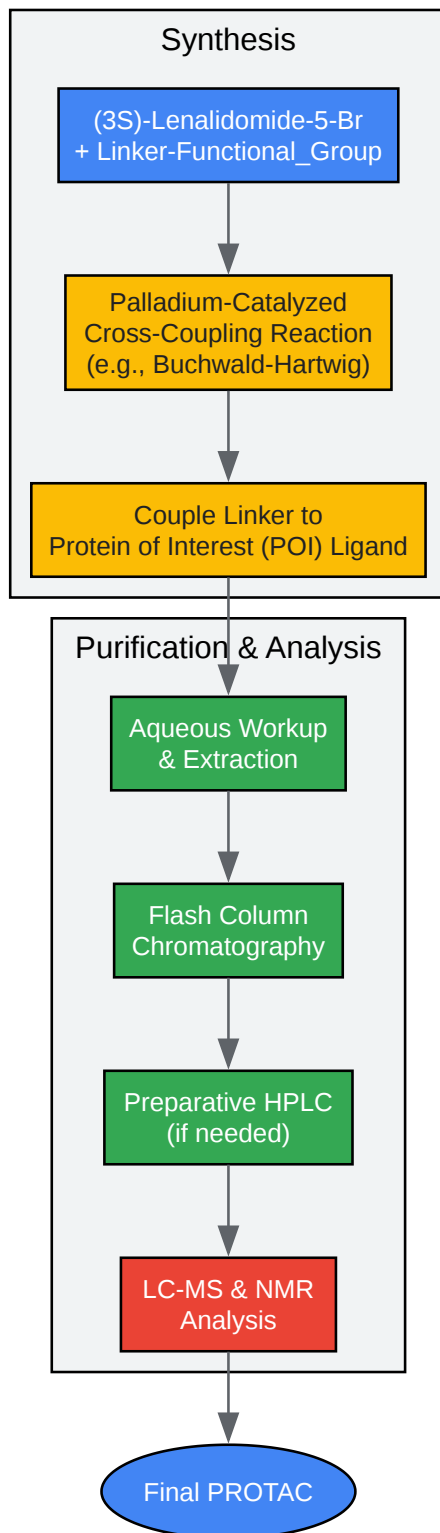 Synthesis
(3S)-Lenalidomide-5-Br
+ Linker-Functional_Group
Palladium-Catalyzed
Cross-Coupling Reaction
(e.g., Buchwald-Hartwig)
Couple Linker to
Protein of Interest (POI) Ligand
Purification & Analysis
Aqueous Workup
& Extraction
Flash Column
Chromatography
Preparative HPLC
(if needed)
LC-MS & NMR
Analysis
Final PROTAC